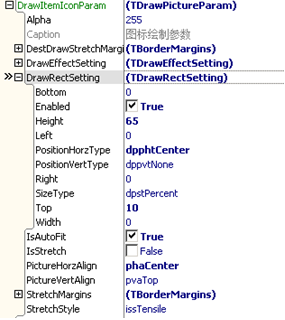 DrawItemIconParam (TDrawPictureParam)
Alpha 255
Caption 图标绘制参数
DestDrawStretchMargi (TBorderMargins)
DrawEffectSetting (TDrawEffectSetting)
DrawRectSetting (TDrawRectSetting)
Bottom 0
Enabled True
Height 65
Left 0
PositionHorzType dpphtCenter
PositionVertType dppvtNone
Right 0
SizeType dpstPercent
Top 10
Width 0
IsAutoFit True
IsStretch False
PictureHorzAlign phaCenter
PictureVertAlign pvaTop
StretchMargins (TBorderMargins)
StretchStyle issTensile